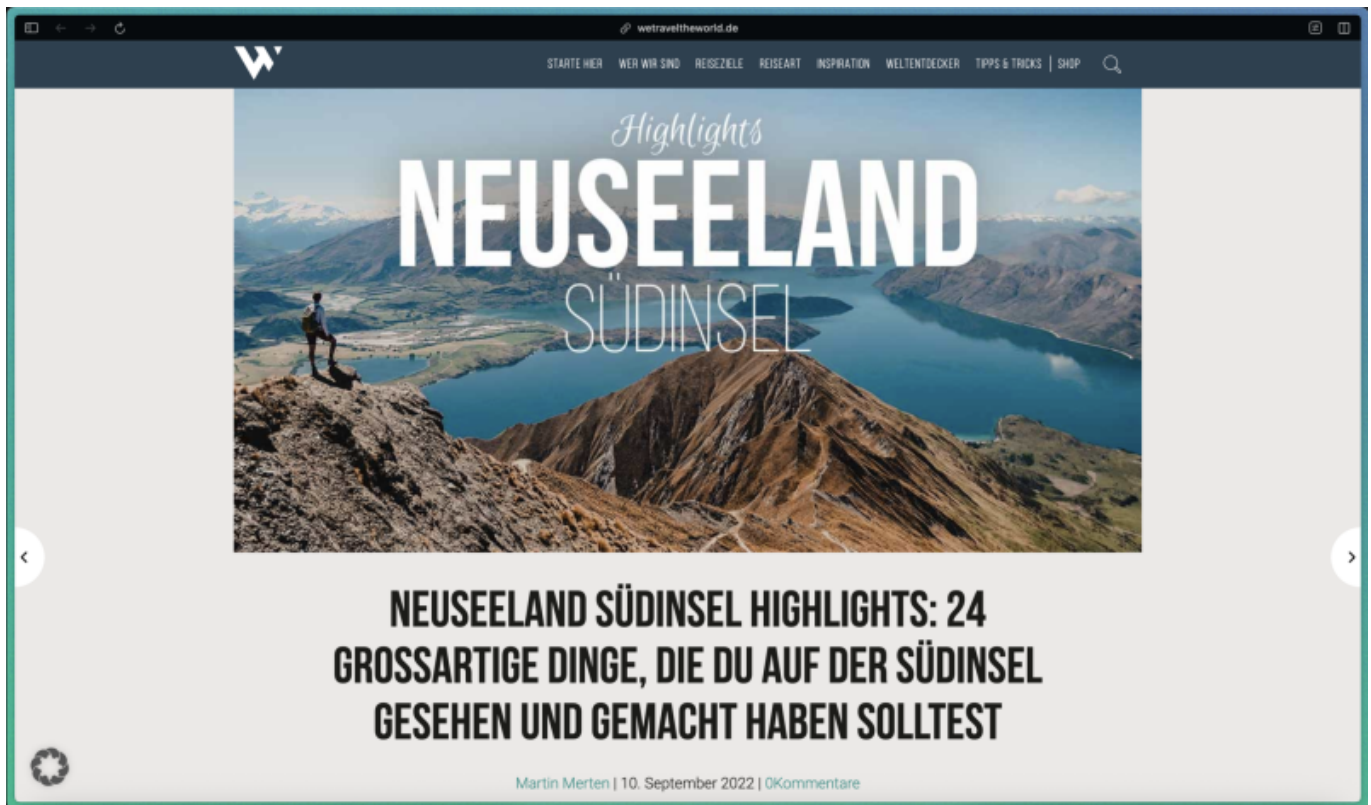 wetraveltheworld.de
STARTE HIER WER WIR SIND REISEZIELE REISEART INSPIRATION WELTENTDECKER TIPPS & TRICKS | SHOP
Highlights
NEUSEELAND
SÜDINSEL
NEUSEELAND SÜDINSEL HIGHLIGHTS: 24
GROSSARTIGE DINGE, DIE DU AUF DER SÜDINSEL
GESEHEN UND GEMACHT HABEN SOLLTEST
Martin Merten | 10. September 2022 | 0Kommentare